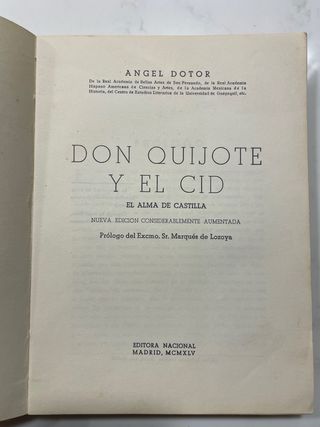 ANGEL DOTOR
De la Real Academia de Bellas Artes de San Fernando, de la Real Academia
Hispano Americana de Ciencias y Artes, de la Academia Mexicana de la
Historia, del Centro de Estudios Literarios de la Universidad de Guayaquil, etc.
DON QUIJOTE
Y EL CID
EL ALMA DE CASTILLA
NUEVA EDICION CONSIDERABLEMENTE AUMENTADA
Prólogo del Excmo. Sr. Marqués de Lozoya
EDITORA NACIONAL
MADRID, MCMXLV